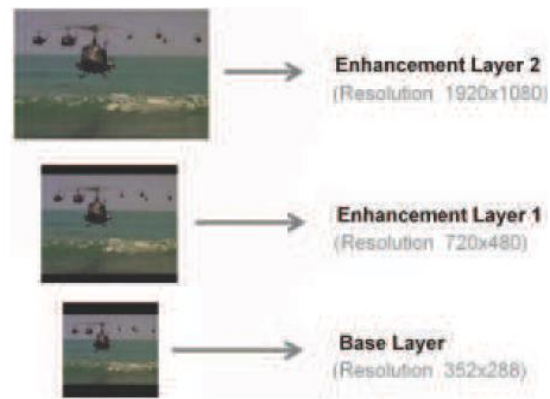 Enhancement Layer 2
(Resolution 1920x1080)
Enhancement Layer 1
(Resolution 720x480)
Base Layer
(Resolution 352x288)